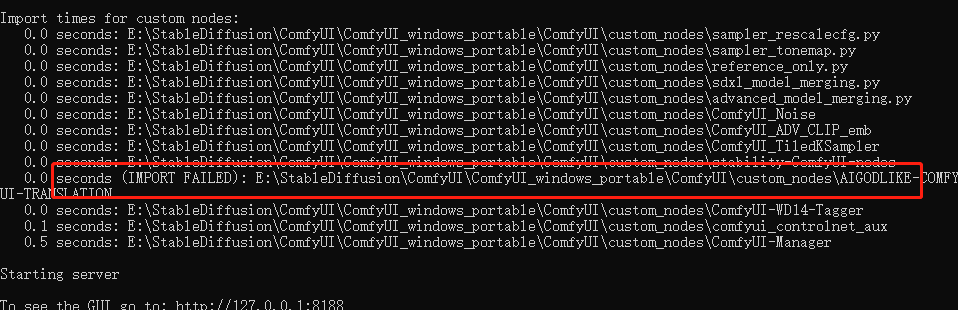 Import times for custom nodes:
0.0 seconds: E:\StableDiffusion\ComfyUI\ComfyUI_windows_portable\ComfyUI\custom_nodes\sampler_rescalecfg.py
0.0 seconds: E:\StableDiffusion\ComfyUI\ComfyUI_windows_portable\ComfyUI\custom_nodes\sampler_tonemap.py
0.0 seconds: E:\StableDiffusion\ComfyUI\ComfyUI_windows_portable\ComfyUI\custom_nodes\reference_only.py
0.0 seconds: E:\StableDiffusion\ComfyUI\ComfyUI_windows_portable\ComfyUI\custom_nodes\sdxl_model_merging.py
0.0 seconds: E:\StableDiffusion\ComfyUI\ComfyUI_windows_portable\ComfyUI\custom_nodes\advanced_model_merging.py
0.0 seconds: E:\StableDiffusion\ComfyUI\ComfyUI_windows_portable\ComfyUI\custom_nodes\ComfyUI_Noise
0.0 seconds: E:\StableDiffusion\ComfyUI\ComfyUI_windows_portable\ComfyUI\custom_nodes\ComfyUI_ADV_CLIP_emb
0.0 seconds: E:\StableDiffusion\ComfyUI\ComfyUI_windows_portable\ComfyUI\custom_nodes\ComfyUI_TiledKSampler
0.0 seconds: E:\StableDiffusion\ComfyUI\ComfyUI_windows_portable\ComfyUI\custom_nodes\stability-ComfyUI-nodes
0.0 seconds (IMPORT FAILED): E:\StableDiffusion\ComfyUI\ComfyUI_windows_portable\ComfyUI\custom_nodes\AIGODLIKE-COMFY
UI-TRANSLATION
0.0 seconds: E:\StableDiffusion\ComfyUI\ComfyUI_windows_portable\ComfyUI\custom_nodes\ComfyUI-WD14-Tagger
0.1 seconds: E:\StableDiffusion\ComfyUI\ComfyUI_windows_portable\ComfyUI\custom_nodes\comfyui_controlnet_aux
0.5 seconds: E:\StableDiffusion\ComfyUI\ComfyUI_windows_portable\ComfyUI\custom_nodes\ComfyUI-Manager
Starting server
To see the GUI go to: http://127.0.0.1:8188